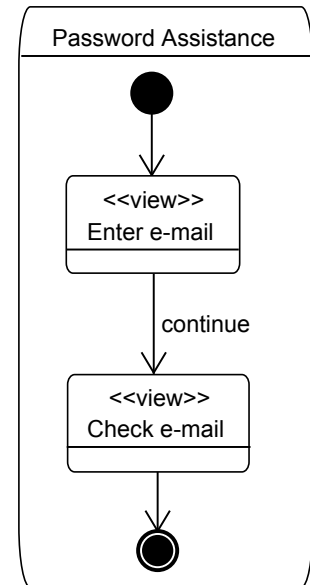 Password Assistance
<<view>>
Enter e-mail
continue
<<view>>
Check e-mail